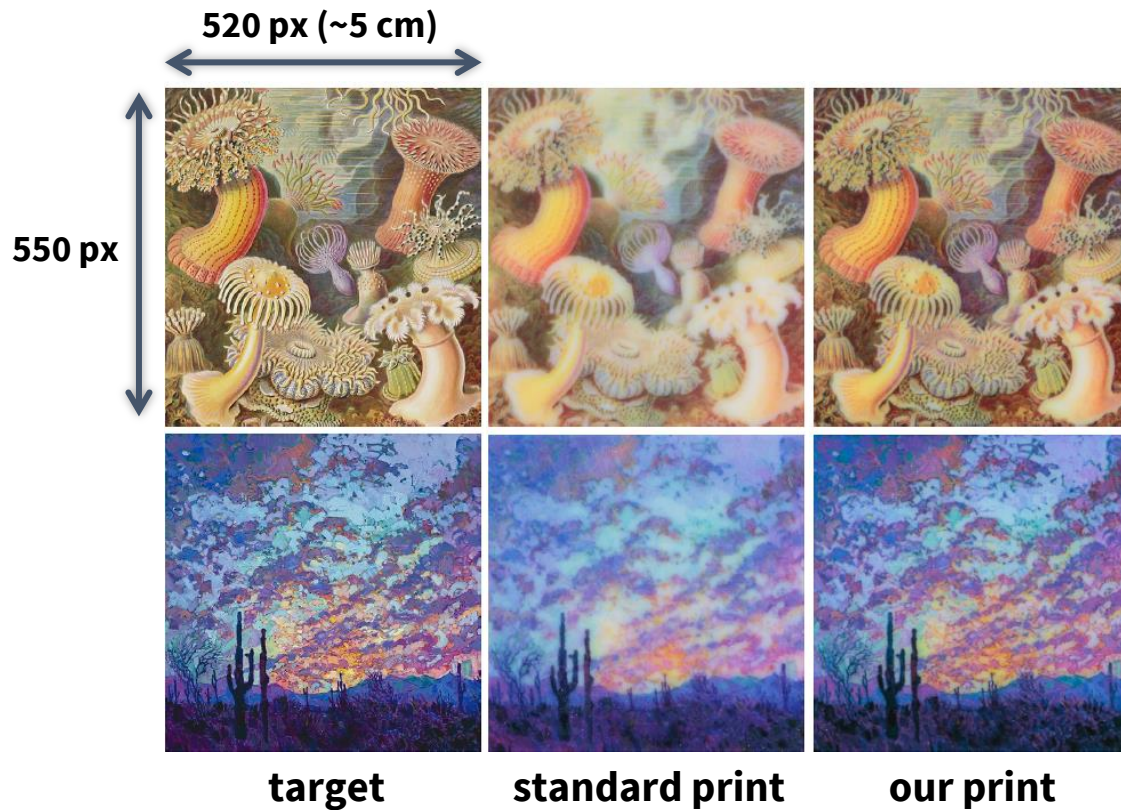 520 px (~5 cm)
550 px
target
standard print
our print